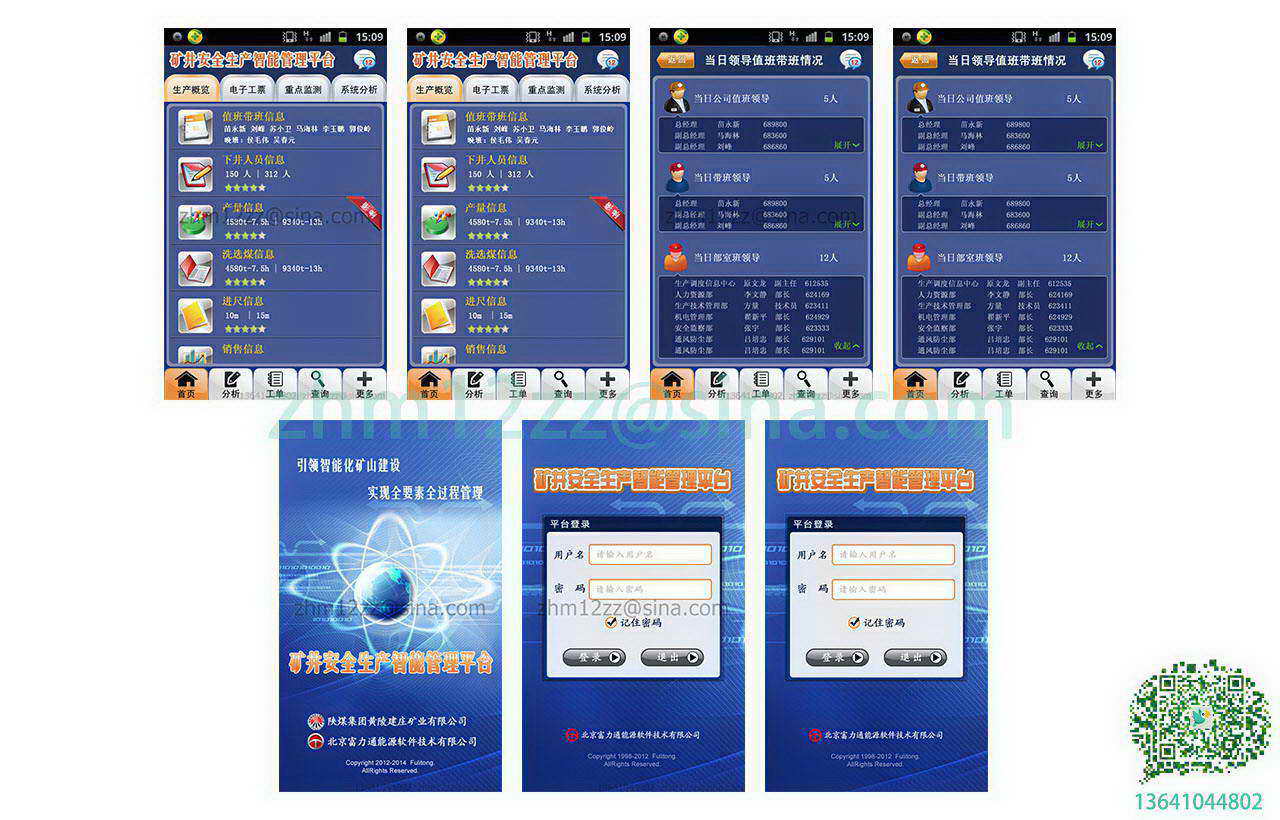 15:09
矿井安全生产智能管理平台
42
生产概览 电子工票 重点监测 系统分析
值班带班信息
苗永新 刘峰 苏小卫 马海林 李玉鹏 郭俭岭
晚班：侯毛伟 吴春元
下井人员信息
150 人 | 312 人
产量信息
4580t-7.5h | 9340t-13h
洗选煤信息
4580t-7.5h | 9340t-13h
进尺信息
10m | 15m
销售信息
首页 分析 工单 查询 更多
15:09
矿井安全生产智能管理平台
42
生产概览 电子工票 重点监测 系统分析
值班带班信息
苗永新 刘峰 苏小卫 马海林 李玉鹏 郭俭岭
晚班：侯毛伟 吴春元
下井人员信息
150 人 | 312 人
产量信息
4580t-7.5h | 9340t-13h
洗选煤信息
4580t-7.5h | 9340t-13h
进尺信息
10m | 15m
销售信息
首页 分析 工单 查询 更多
15:09
返回 当日领导值班带班情况 42
当日公司值班领导 5人
总经理 苗永新 689800
副总经理 马海林 683600
副总经理 刘峰 686860
展开
当日带班领导 5人
总经理 苗永新 689800
副总经理 马海林 683600
副总经理 刘峰 686860
展开
当日部室班领导 12人
生产调度信息中心 原文龙 副主任 612535
人力资源部 李文静 部长 624169
生产技术管理部 方量 技术员 623411
机电管理部 翟新平 部长 624929
安全监察部 张宇 部长 623333
通风防尘部 吕培忠 部长 629101
通风防尘部 吕培忠 部长 629101
收起
首页 分析 工单 查询 更多
15:09
返回 当日领导值班带班情况 42
当日公司值班领导 5人
总经理 苗永新 689800
副总经理 马海林 683600
副总经理 刘峰 686860
展开
当日带班领导 5人
总经理 苗永新 689800
副总经理 马海林 683600
副总经理 刘峰 686860
展开
当日部室班领导 12人
生产调度信息中心 原文龙 副主任 612535
人力资源部 李文静 部长 624169
生产技术管理部 方量 技术员 623411
机电管理部 翟新平 部长 624929
安全监察部 张宇 部长 623333
通风防尘部 吕培忠 部长 629101
通风防尘部 吕培忠 部长 629101
收起
首页 分析 工单 查询 更多
zhm12zz@sina.com
zhm12zz@sina.com
zhm12zz@sina.com
引领智能化矿山建设
实现全要素全过程管理
zhm12zz@sina.com
矿井安全生产智能管理平台
陕煤集团黄陵建庄矿业有限公司
北京富力通能源软件技术有限公司
Copyright 2012-2014 Fulitong.
AllRights Reserved.
矿井安全生产智能管理平台
平台登录
用户名 请输入用户名
密 码 请输入密码
zhm12zz@sina.com
记住密码
登录 退出
北京富力通能源软件技术有限公司
Copyright 1998-2012 Fulitong.
AllRights Reserved.
矿井安全生产智能管理平台
平台登录
用户名 请输入用户名
密 码 请输入密码
记住密码
登录 退出
北京富力通能源软件技术有限公司
Copyright 1998-2012 Fulitong.
AllRights Reserved.
13641044802